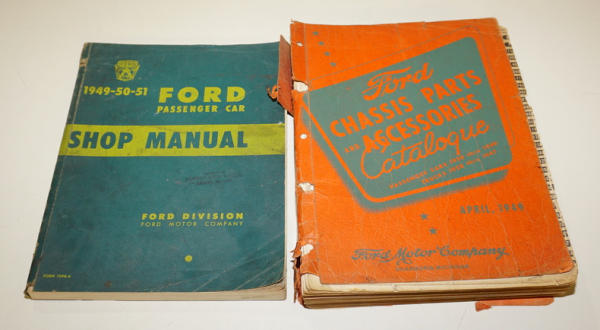 1949-50-51 FORD
PASSENGER CAR
SHOP MANUAL
FORD DIVISION
FORD MOTOR COMPANY
Ford
CHASSIS PARTS
AND ACCESSORIES
Catalogue
APRIL, 1949
Ford Motor Company